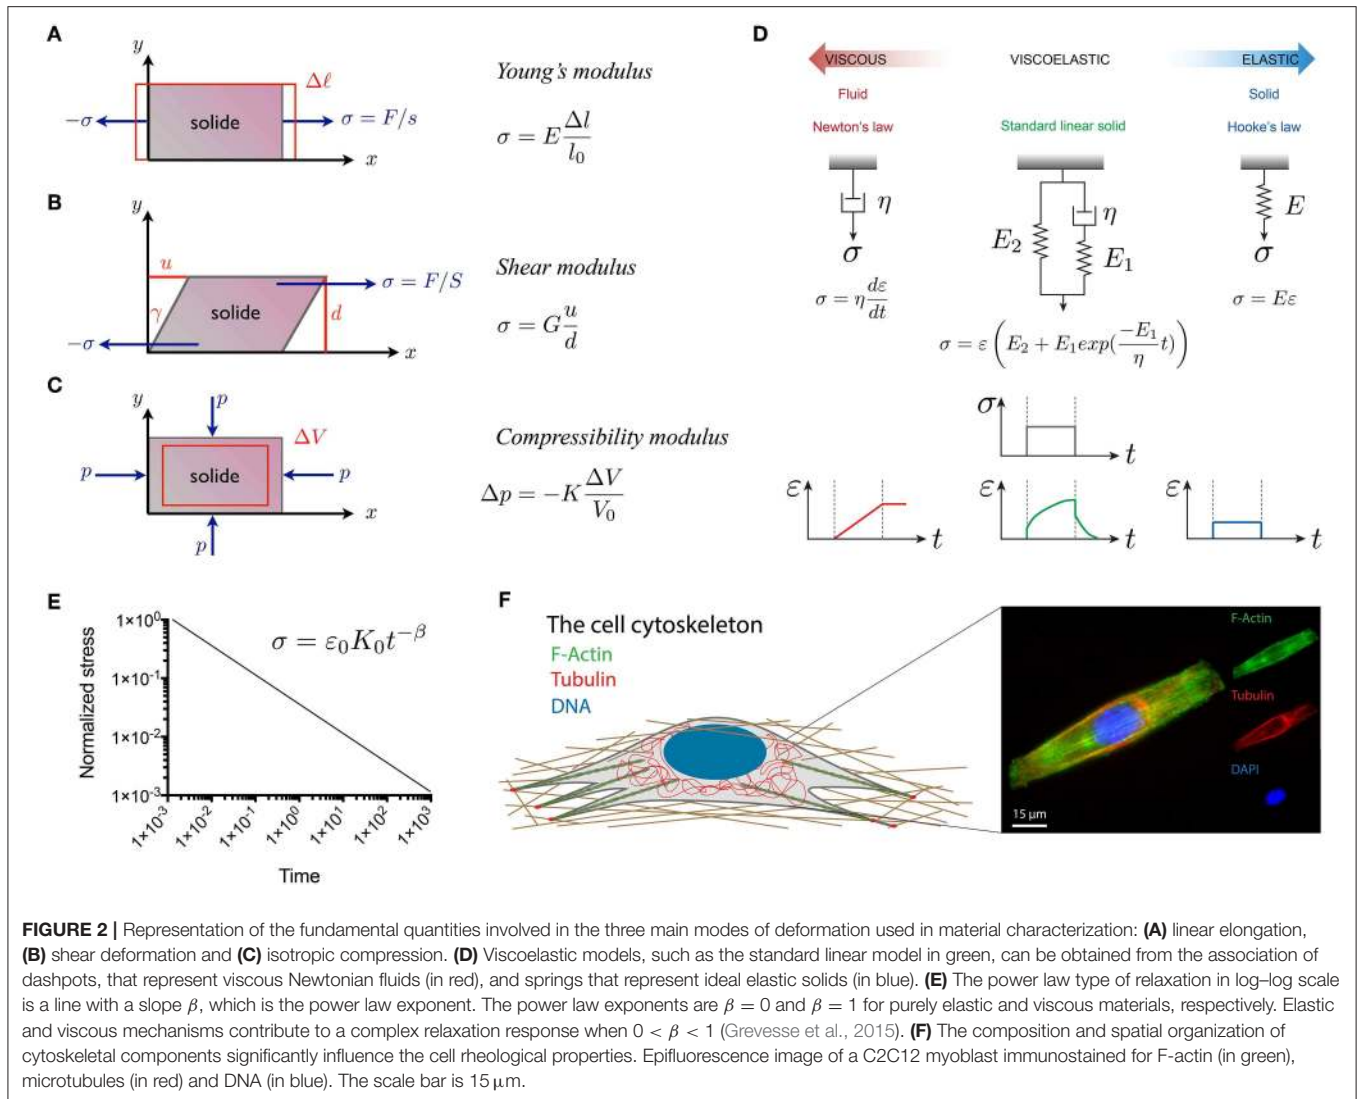 A
y
Δℓ
−σ
solide
σ = F/s
x
Young's modulus
σ = E Δl/l₀
B
y
u
σ = F/S
γ
solide
d
−σ
x
Shear modulus
σ = G u/d
C
y
p
ΔV
p
solide
p
x
p
Compressibility modulus
Δp = −K ΔV/V₀
D
VISCOUS
VISCOELASTIC
ELASTIC
Fluid
Solid
Newton's law
Standard linear solid
Hooke's law
η
E₂
η
E₁
E
σ
σ
σ = η dε/dt
σ = Eε
σ = ε (E₂ + E₁exp(−E₁/η t))
σ
t
ε
t
ε
t
ε
t
E
Normalized stress
1×10⁰
1×10⁻¹
1×10⁻²
1×10⁻³
σ = ε₀K₀t^−β
1×10⁻³
1×10⁻²
1×10⁻¹
1×10⁰
1×10¹
1×10²
1×10³
Time
F
The cell cytoskeleton
F-Actin
Tubulin
DNA
F-Actin
Tubulin
DAPI
15 μm
FIGURE 2 | Representation of the fundamental quantities involved in the three main modes of deformation used in material characterization: (A) linear elongation,
(B) shear deformation and (C) isotropic compression. (D) Viscoelastic models, such as the standard linear model in green, can be obtained from the association of
dashpots, that represent viscous Newtonian fluids (in red), and springs that represent ideal elastic solids (in blue). (E) The power law type of relaxation in log–log scale
is a line with a slope β, which is the power law exponent. The power law exponents are β = 0 and β = 1 for purely elastic and viscous materials, respectively. Elastic
and viscous mechanisms contribute to a complex relaxation response when 0 < β < 1 (Grevesse et al., 2015). (F) The composition and spatial organization of
cytoskeletal components significantly influence the cell rheological properties. Epifluorescence image of a C2C12 myoblast immunostained for F-actin (in green),
microtubules (in red) and DNA (in blue). The scale bar is 15 μm.